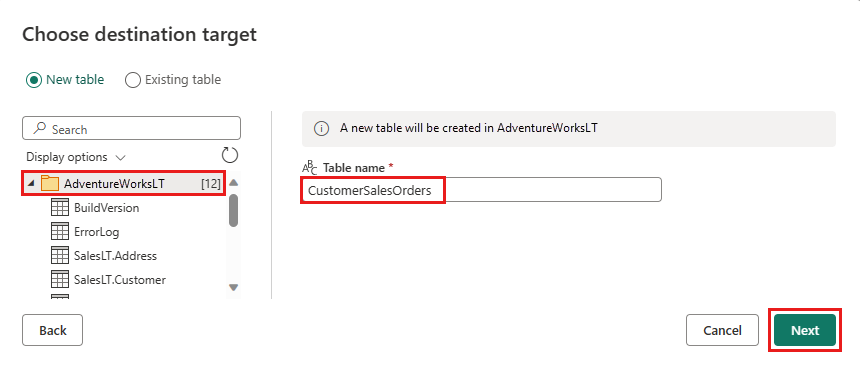 Choose destination target
New table
Existing table
Search
Display options
AdventureWorksLT [12]
BuildVersion
ErrorLog
SalesLT.Address
SalesLT.Customer
A new table will be created in AdventureWorksLT
ABC Table name *
CustomerSalesOrders
Back
Cancel
Next